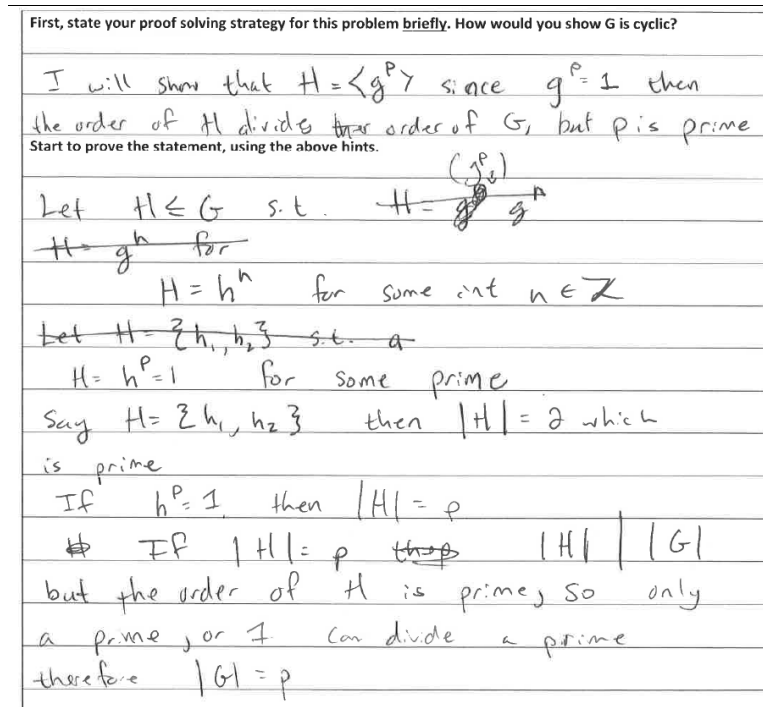 First, state your proof solving strategy for this problem briefly. How would you show G is cyclic?
I will show that H = <g^p> since g^p = 1 then
the order of H divides order of G, but p is prime
Start to prove the statement, using the above hints.
(g^p)
Let H ≤ G s.t. H = g g^p
H = g^n for
H = h^n for some int n ∈ Z
Let H = {h₁, h₂} s.t. a
H = h^p = 1 for some prime
Say H = {h₁, h₂} then |H| = 2 which
is prime
If h^p = 1, then |H| = p
If |H| = p |H| | |G|
but the order of H is prime, so only
a prime, or 1 can divide a prime
therefore |G| = p